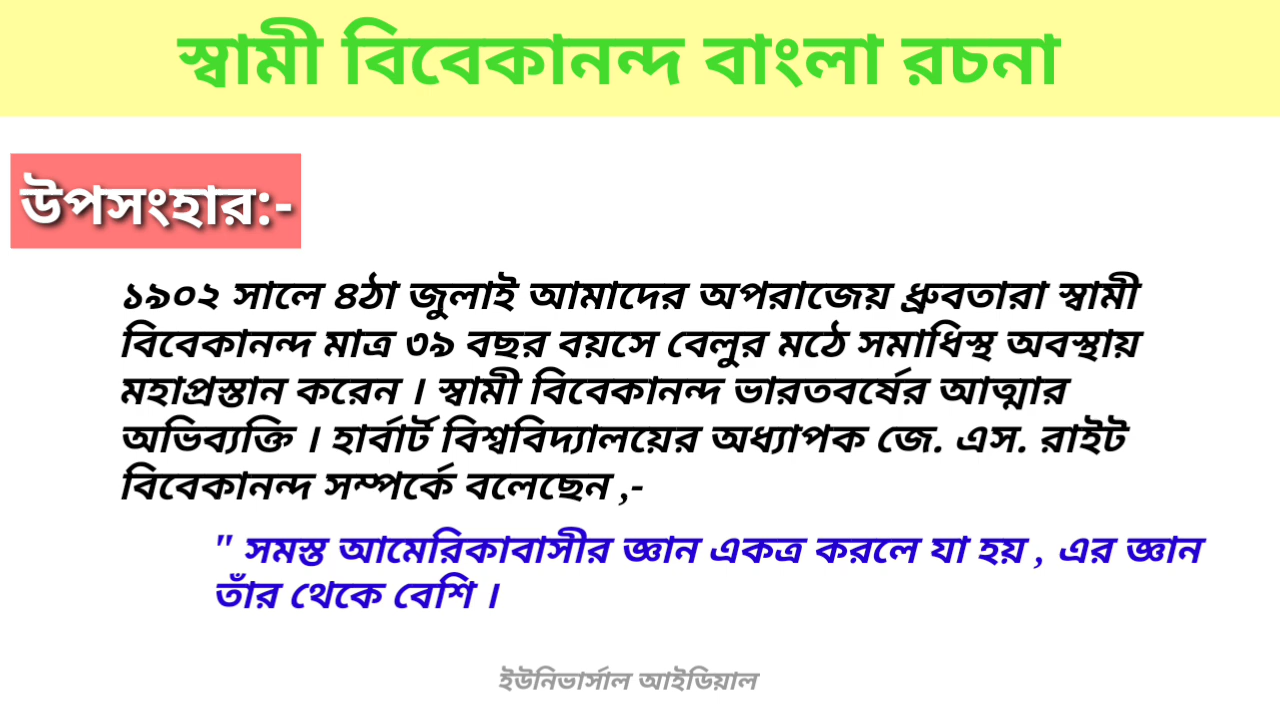 স্বামী বিবেকানন্দ বাংলা রচনা
উপসংহার:-
১৯০২ সালে ৪ঠা জুলাই আমাদের অপরাজেয় ধ্রুবতারা স্বামী
বিবেকানন্দ মাত্র ৩৯ বছর বয়সে বেলুর মঠে সমাধিস্থ অবস্থায়
মহাপ্রস্তান করেন । স্বামী বিবেকানন্দ ভারতবর্ষের আত্মার
অভিব্যক্তি । হার্বার্ট বিশ্ববিদ্যালয়ের অধ্যাপক জে. এস. রাইট
বিবেকানন্দ সম্পর্কে বলেছেন ,-
" সমস্ত আমেরিকাবাসীর জ্ঞান একত্র করলে যা হয় , এর জ্ঞান
তাঁর থেকে বেশি ।
ইউনিভার্সাল আইডিয়াল